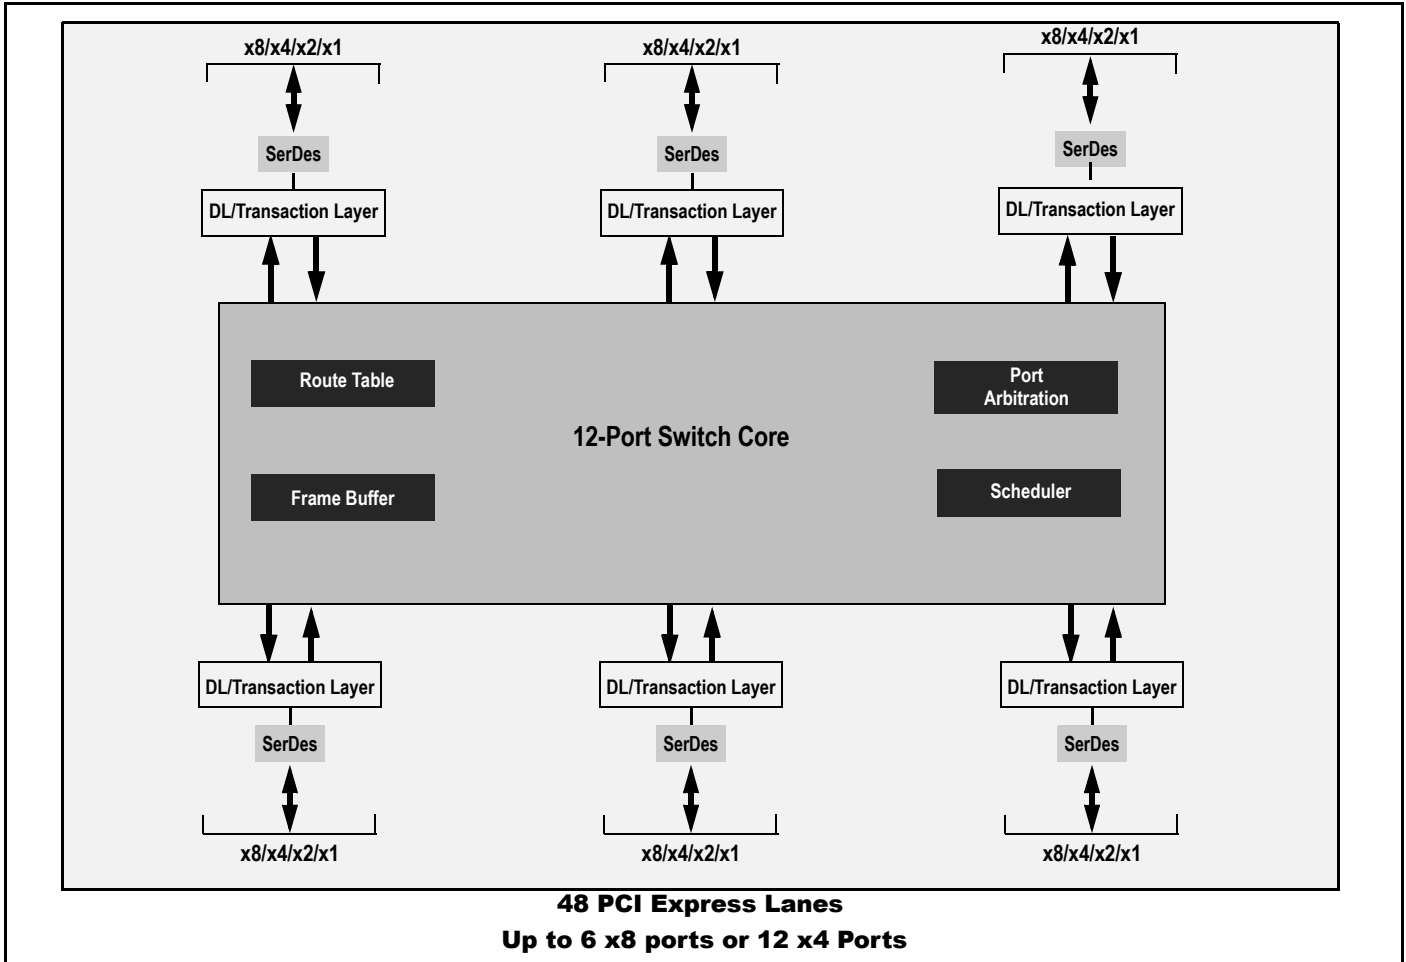 x8/x4/x2/x1
x8/x4/x2/x1
x8/x4/x2/x1
SerDes
SerDes
SerDes
DL/Transaction Layer
DL/Transaction Layer
DL/Transaction Layer
Route Table
Port
Arbitration
12-Port Switch Core
Frame Buffer
Scheduler
DL/Transaction Layer
DL/Transaction Layer
DL/Transaction Layer
SerDes
SerDes
SerDes
x8/x4/x2/x1
x8/x4/x2/x1
x8/x4/x2/x1
48 PCI Express Lanes
Up to 6 x8 ports or 12 x4 Ports